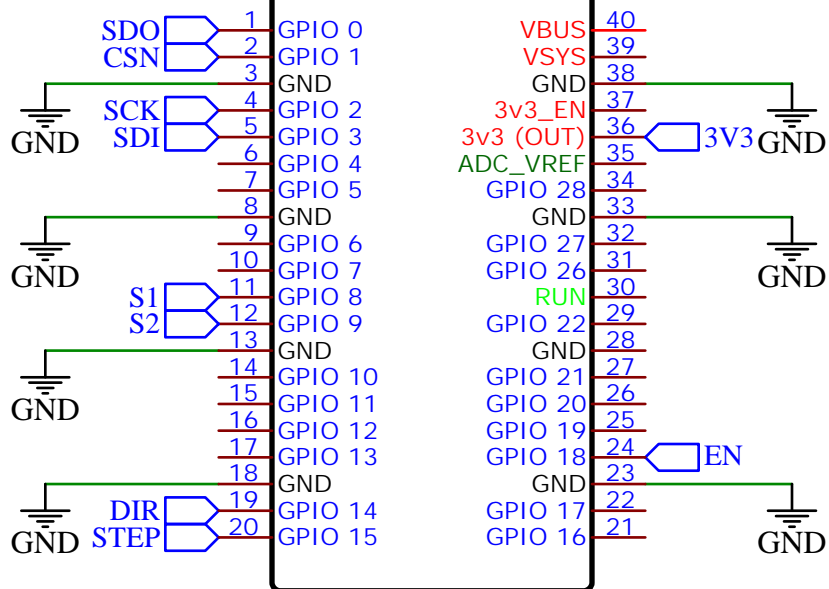 SDO 1 GPIO 0 VBUS 40
CSN 2 GPIO 1 VSYS 39
3 GND GND 38
SCK 4 GPIO 2 3v3_EN 37
GND SDI 5 GPIO 3 3v3 (OUT) 36 3V3 GND
6 GPIO 4 ADC_VREF 35
7 GPIO 5 GPIO 28 34
8 GND GND 33
9 GPIO 6 GPIO 27 32
GND 10 GPIO 7 GPIO 26 31 GND
S1 11 GPIO 8 RUN 30
S2 12 GPIO 9 GPIO 22 29
13 GND GND 28
14 GPIO 10 GPIO 21 27
GND 15 GPIO 11 GPIO 20 26
16 GPIO 12 GPIO 19 25
17 GPIO 13 GPIO 18 24 EN
18 GND GND 23
DIR 19 GPIO 14 GPIO 17 22
GND STEP 20 GPIO 15 GPIO 16 21 GND